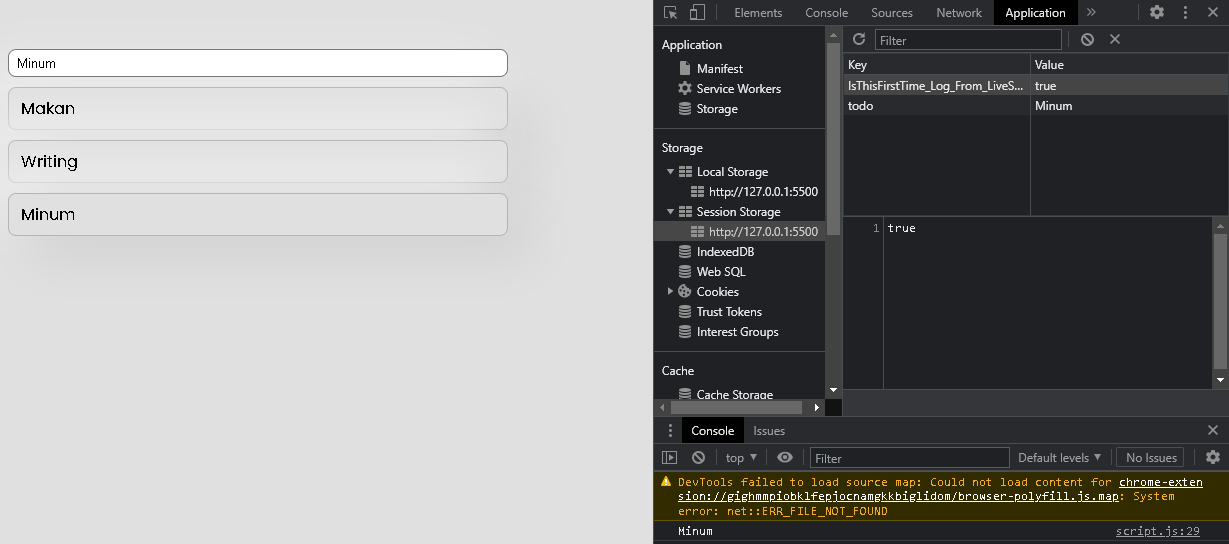 Minum
Makan
Writing
Minum
Elements Console Sources Network Application »
Application
Manifest
Service Workers
Storage
Storage
Local Storage
http://127.0.0.1:5500
Session Storage
http://127.0.0.1:5500
IndexedDB
Web SQL
Cookies
Trust Tokens
Interest Groups
Cache
Cache Storage
Filter
Key Value
IsThisFirstTime_Log_From_LiveS... true
todo Minum
1 true
Console Issues
top Filter Default levels No Issues
DevTools failed to load source map: Could not load content for chrome-exten
sion://gighmmpiobklfepjocnamgkkbiglidom/browser-polyfill.js.map: System
error: net::ERR_FILE_NOT_FOUND
Minum script.js:29